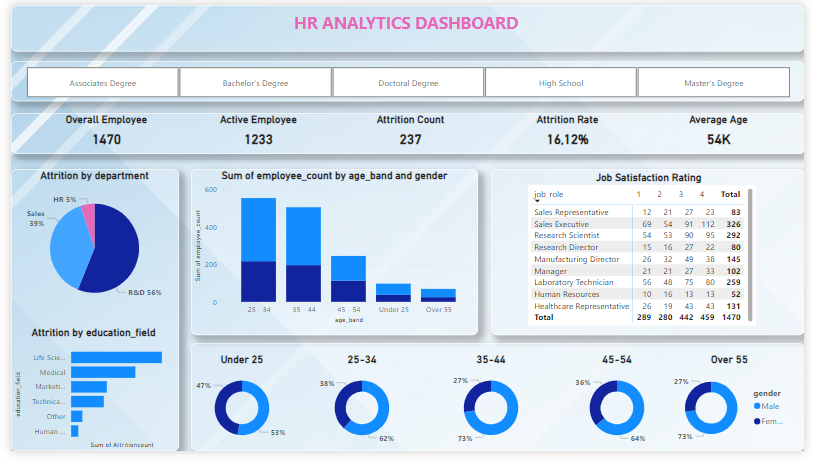 HR ANALYTICS DASHBOARD
Associates Degree Bachelor's Degree Doctoral Degree High School Master's Degree
Overall Employee Active Employee Attrition Count Attrition Rate Average Age
1470 1233 237 16,12% 54K
Attrition by department
HR 5%
Sales
39%
R&D 56%
Sum of employee_count by age_band and gender
Sum of employee_count
600
400
200
0
25 - 34 35 - 44 45 - 54 Under 25 Over 55
age_band
Job Satisfaction Rating
job_role 1 2 3 4 Total
Sales Representative 12 21 27 23 83
Sales Executive 69 54 91 112 326
Research Scientist 54 53 90 95 292
Research Director 15 16 27 22 80
Manufacturing Director 26 32 49 38 145
Manager 21 21 27 33 102
Laboratory Technician 56 48 75 80 259
Human Resources 10 16 13 13 52
Healthcare Representative 26 19 43 43 131
Total 289 280 442 459 1470
Attrition by education_field
education_field
Life Scie...
Medical
Marketi...
Technica...
Other
Human ...
Sum of Attritioncount
Under 25 25-34 35-44 45-54 Over 55
47% 53%
38% 62%
27% 73%
36% 64%
27% 73%
gender
Male
Fem...